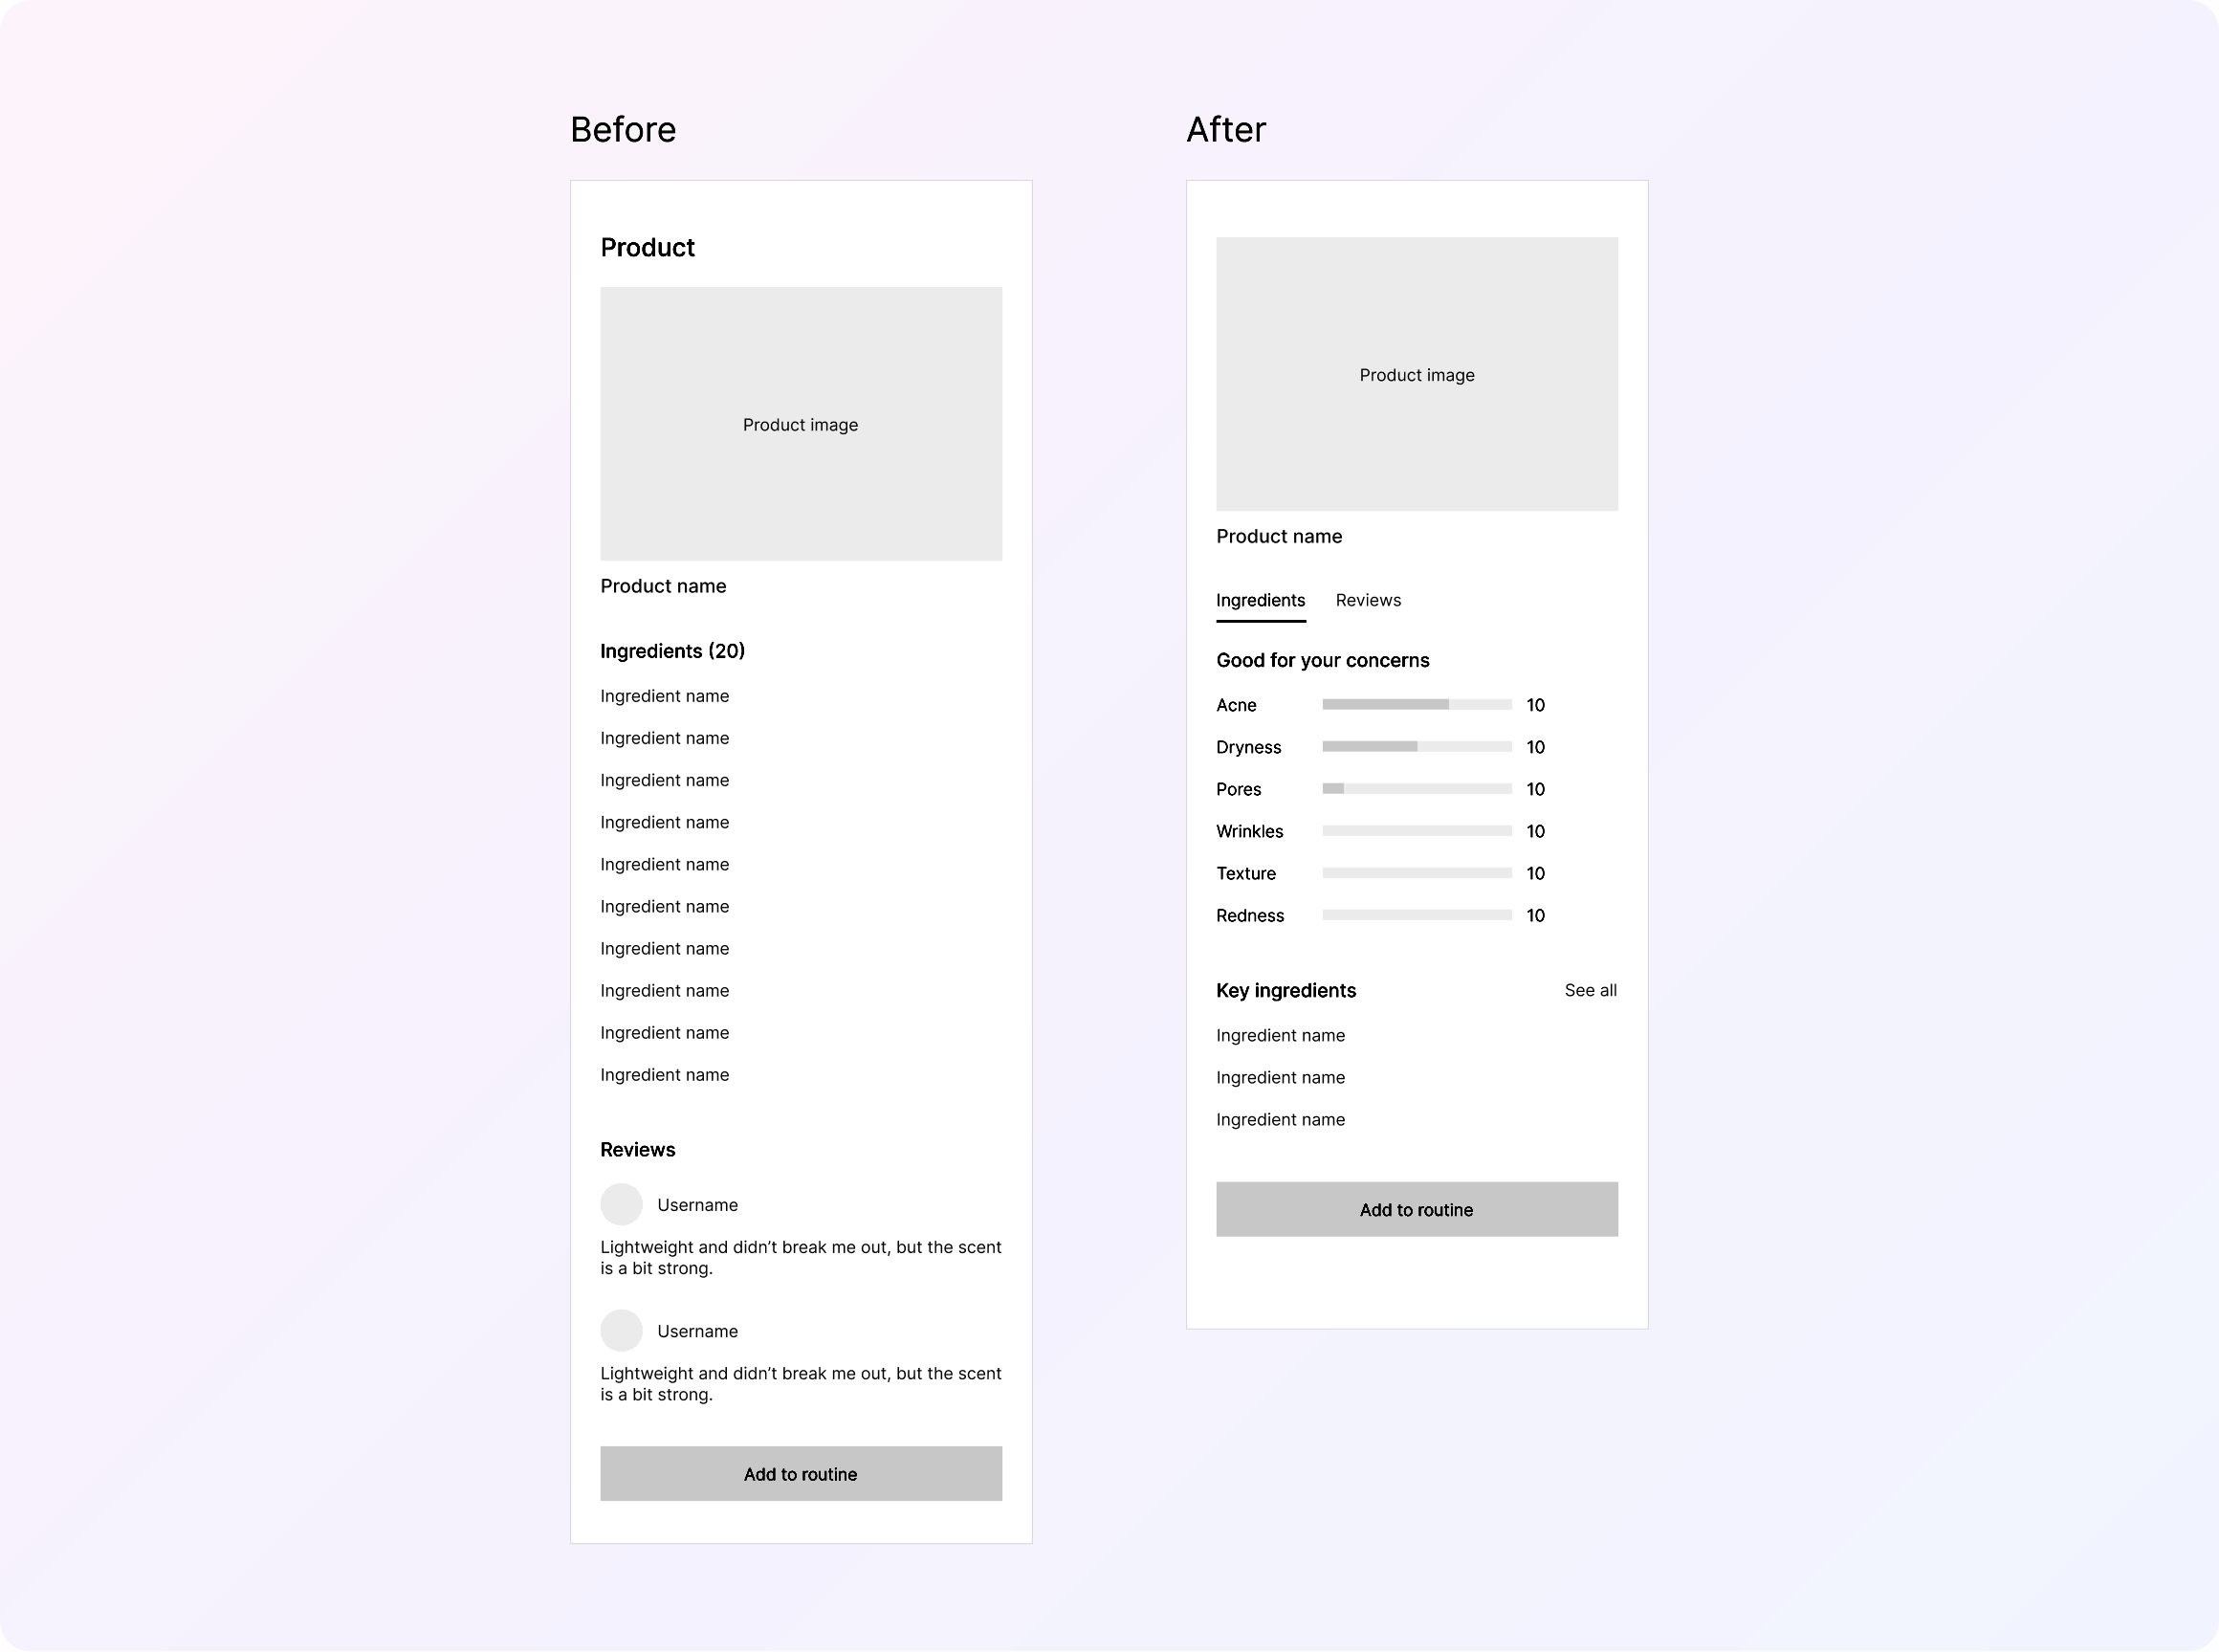 Before
Product
Product image
Product name
Ingredients (20)
Ingredient name
Ingredient name
Ingredient name
Ingredient name
Ingredient name
Ingredient name
Ingredient name
Ingredient name
Ingredient name
Ingredient name
Reviews
Username
Lightweight and didn’t break me out, but the scent
is a bit strong.
Username
Lightweight and didn’t break me out, but the scent
is a bit strong.
Add to routine
After
Product image
Product name
Ingredients Reviews
Good for your concerns
Acne 10
Dryness 10
Pores 10
Wrinkles 10
Texture 10
Redness 10
Key ingredients See all
Ingredient name
Ingredient name
Ingredient name
Add to routine